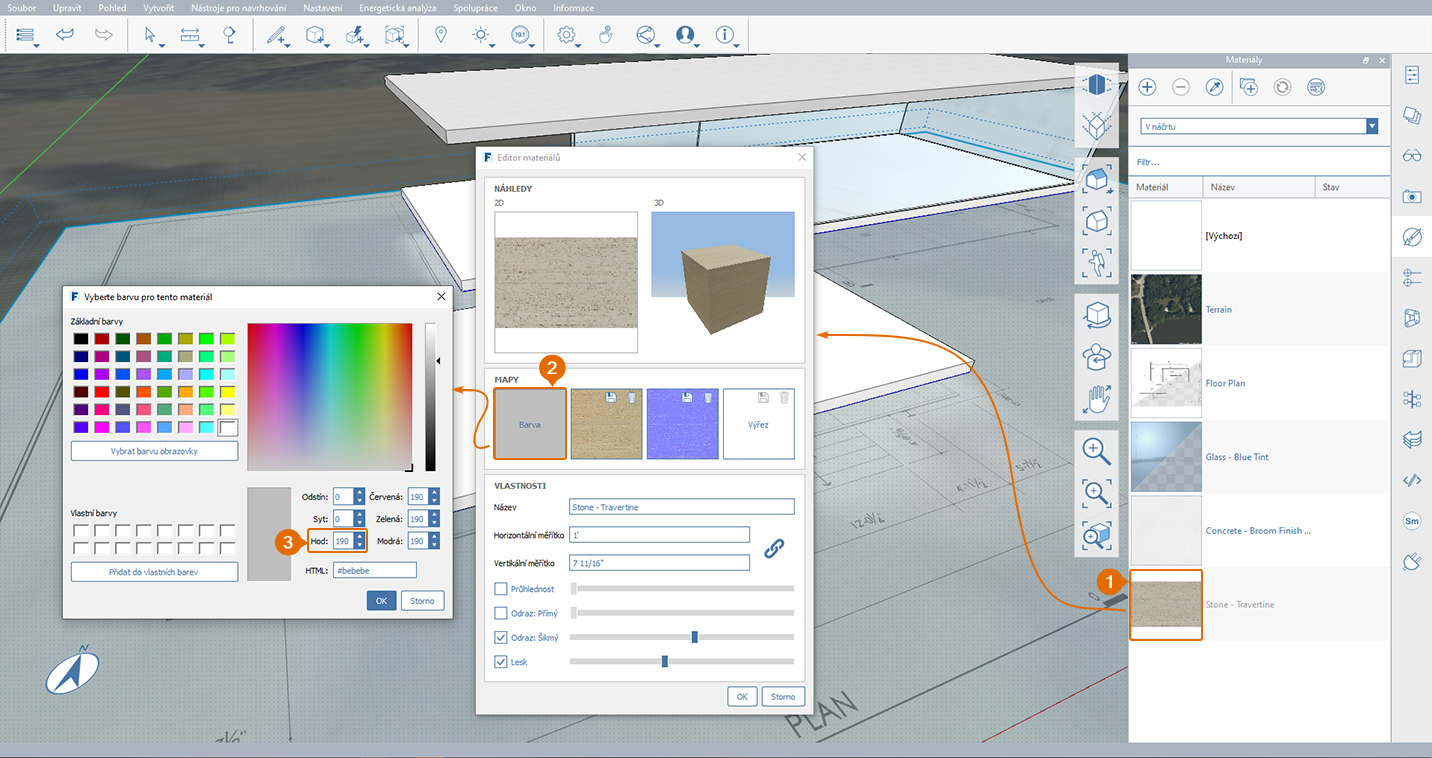 Soubor Upravit Pohled Vytvořit Nástroje pro navrhování Nastavení Energetická analýza Spolupráce Okno Informace
19.1
Materiály
V náčrtu
Filtr...
Materiál Název Stav
[Výchozí]
Terrain
Floor Plan
Glass - Blue Tint
Concrete - Broom Finish ...
1
Stone - Travertine
Sm
F Editor materiálů
NÁHLEDY
2D 3D
2
MAPY
Barva Výřez
VLASTNOSTI
Název Stone - Travertine
Horizontální měřítko 1'
Vertikální měřítko 7 11/16"
Průhlednost
Odraz: Přímý
Odraz: Šikmý
Lesk
OK Storno
F Vyberte barvu pro tento materiál
Základní barvy
Vybrat barvu obrazovky
Vlastní barvy
Přidat do vlastních barev
Odstín: 0 Červená: 190
Syt: 0 Zelená: 190
3
Hod: 190 Modrá: 190
HTML: #bebebe
OK Storno
N
PLAN